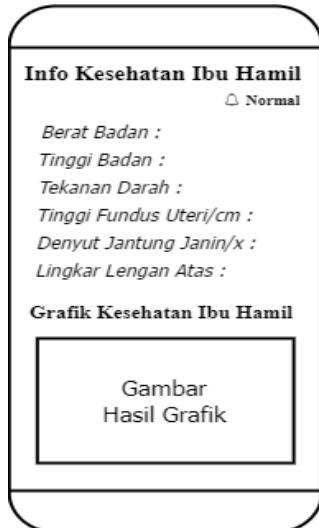 Info Kesehatan Ibu Hamil
Normal
Berat Badan :
Tinggi Badan :
Tekanan Darah :
Tinggi Fundus Uteri/cm :
Denyut Jantung Janin/x :
Lingkar Lengan Atas :
Grafik Kesehatan Ibu Hamil
Gambar
Hasil Grafik